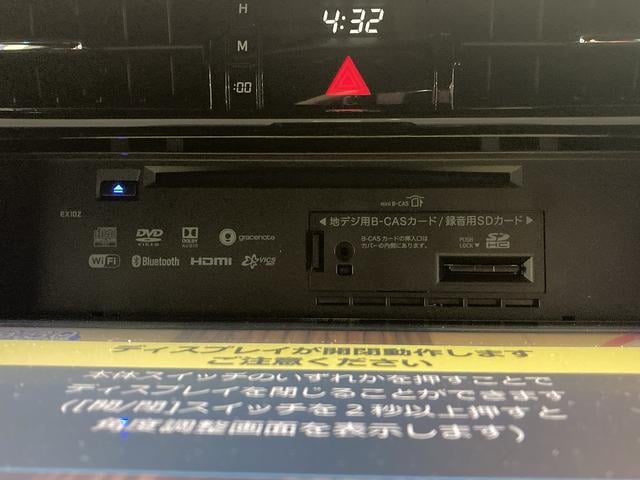 H
4:32
M
:00
EX10Z
mini B-CAS
◀ 地デジ用B-CASカード / 録音用SDカード ▶
DVD VIDEO
DOLBY AUDIO
gracenote
B-CAS カードの挿入口は
カバーの内側にあります。
PUSH
LOCK ▼
SD HC
WiFi
Bluetooth
HDMI
VICS
ディスプレイが開閉動作します
ご注意ください
本体スイッチのいずれかを押すことで
ディスプレイを閉じることができます
([開/閉]スイッチを2秒以上押すと
角度調整画面を表示します)